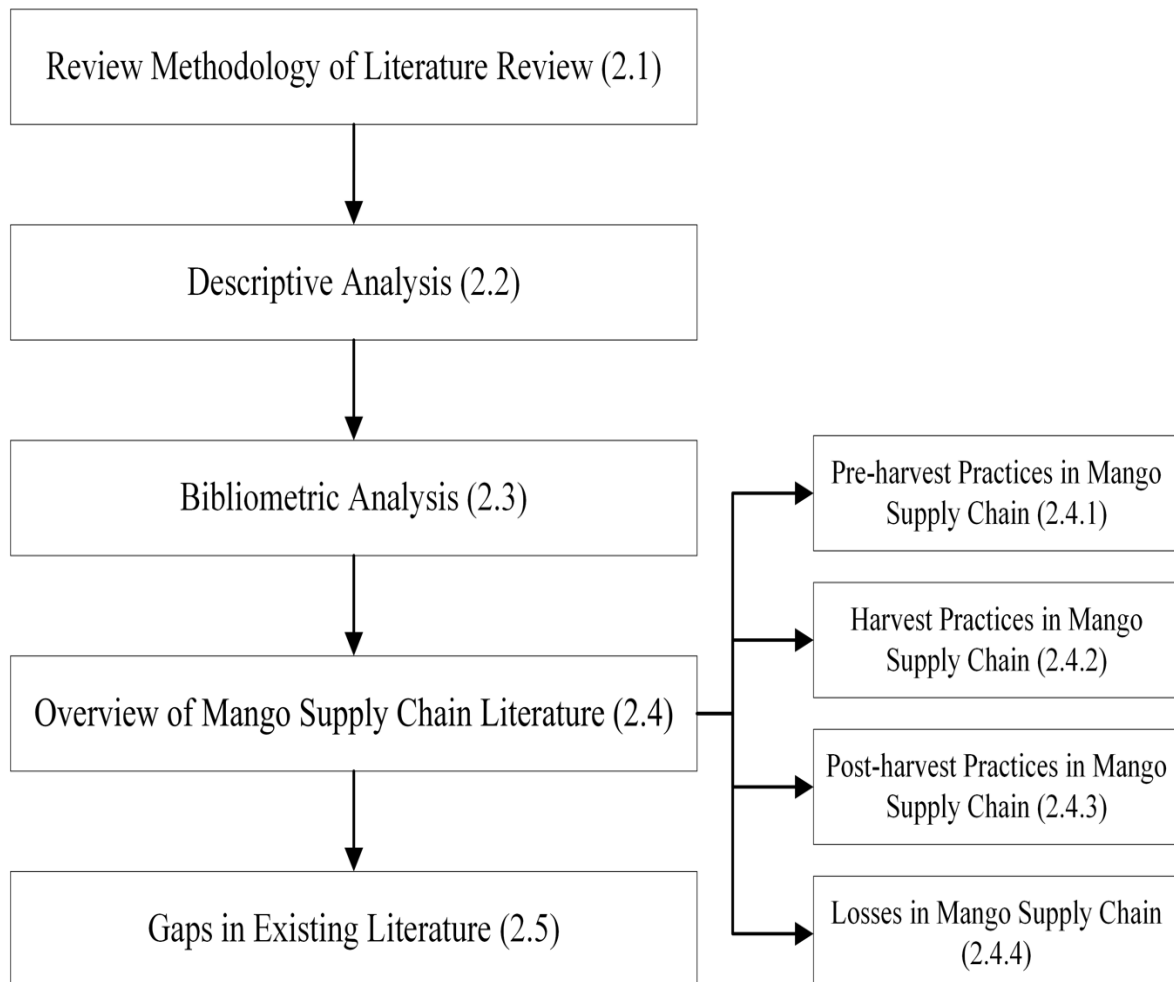 Review Methodology of Literature Review (2.1)
Descriptive Analysis (2.2)
Bibliometric Analysis (2.3)
Overview of Mango Supply Chain Literature (2.4)
Gaps in Existing Literature (2.5)
Pre-harvest Practices in Mango
Supply Chain (2.4.1)
Harvest Practices in Mango
Supply Chain (2.4.2)
Post-harvest Practices in Mango
Supply Chain (2.4.3)
Losses in Mango Supply Chain
(2.4.4)